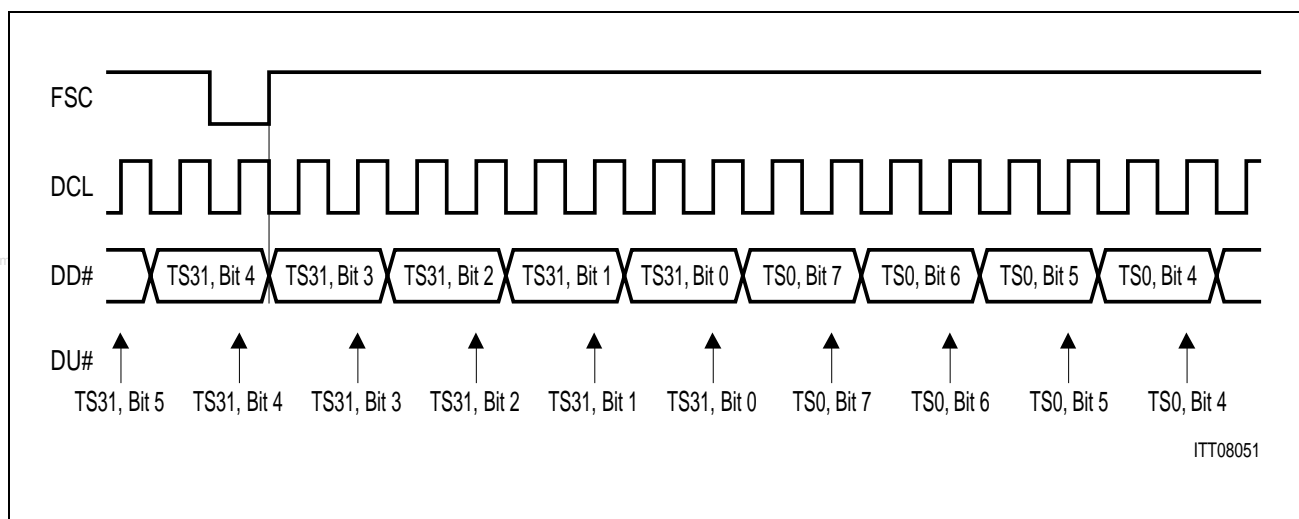 FSC
DCL
DD# TS31, Bit 4 TS31, Bit 3 TS31, Bit 2 TS31, Bit 1 TS31, Bit 0 TS0, Bit 7 TS0, Bit 6 TS0, Bit 5 TS0, Bit 4
DU#
TS31, Bit 5 TS31, Bit 4 TS31, Bit 3 TS31, Bit 2 TS31, Bit 1 TS31, Bit 0 TS0, Bit 7 TS0, Bit 6 TS0, Bit 5 TS0, Bit 4
ITT08051